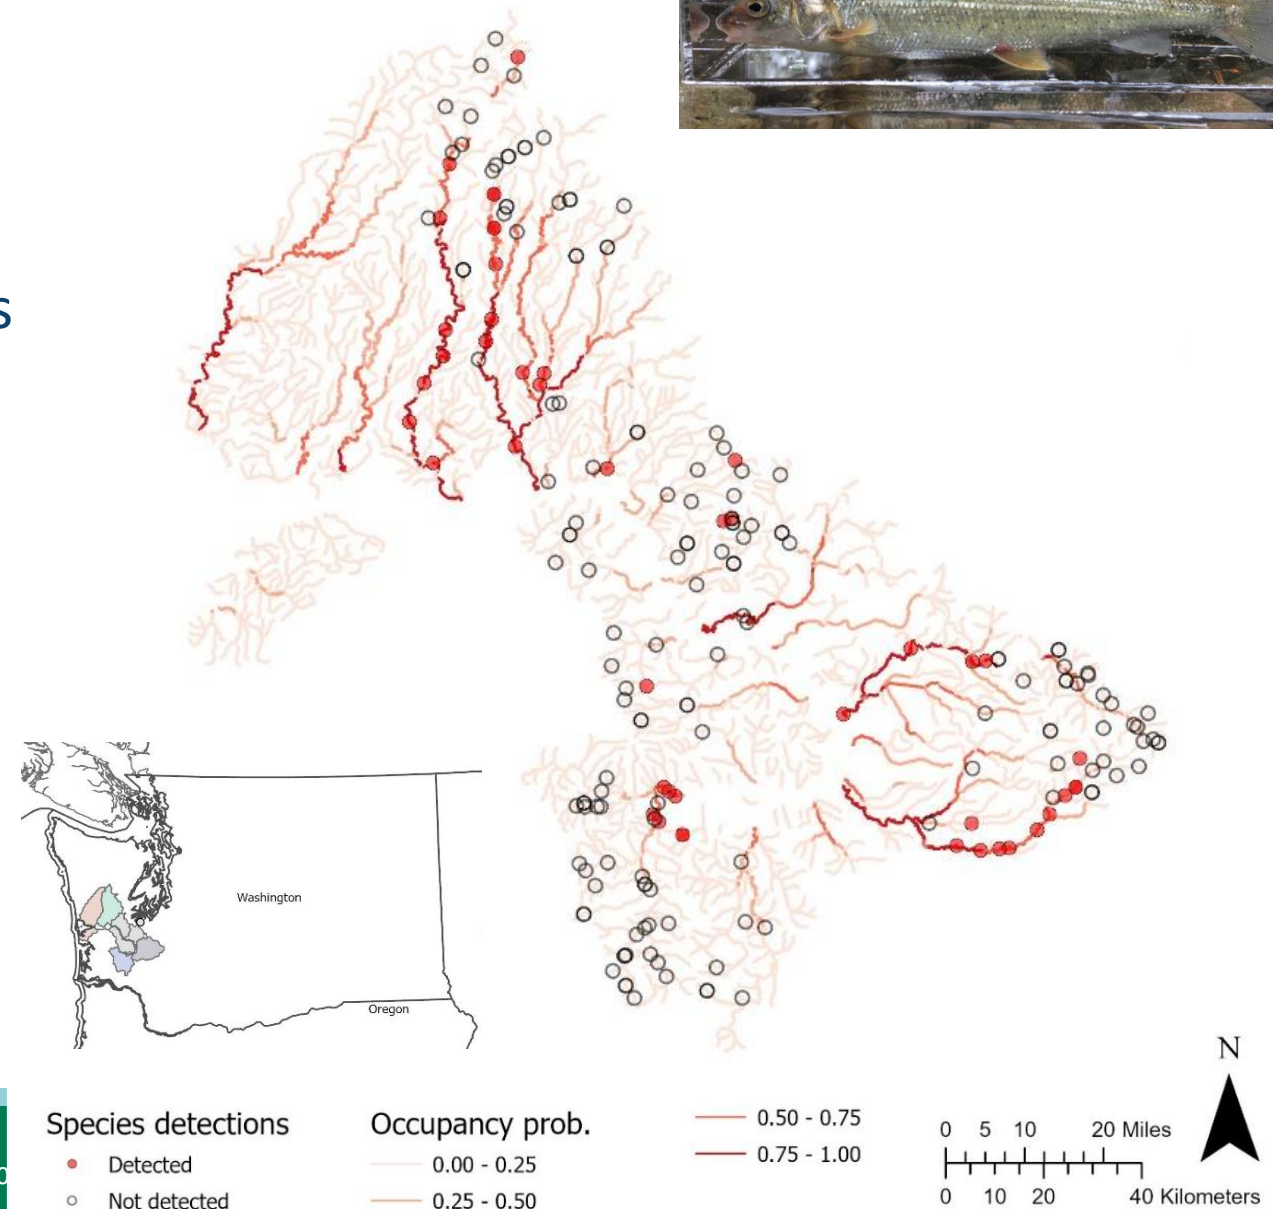 s
Washington
Oregon
N
Species detections
Detected
Not detected
Occupancy prob.
0.00 - 0.25
0.25 - 0.50
0.50 - 0.75
0.75 - 1.00
0 5 10 20 Miles
0 10 20 40 Kilometers
0